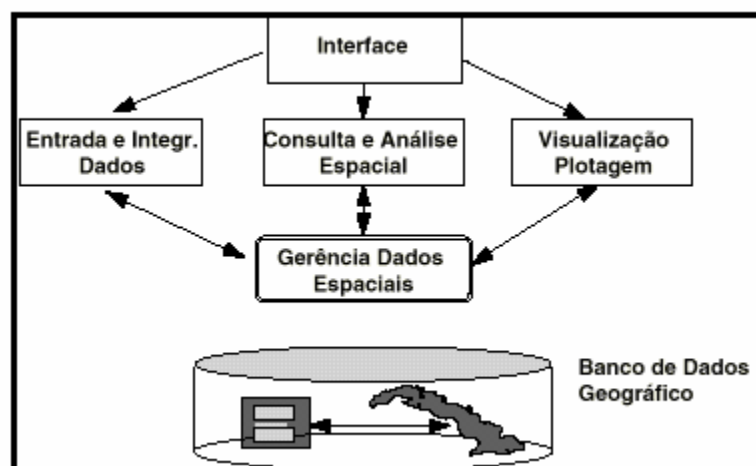 Interface
Entrada e Integr.
Dados
Consulta e Análise
Espacial
Visualização
Plotagem
Gerência Dados
Espaciais
Banco de Dados
Geográfico